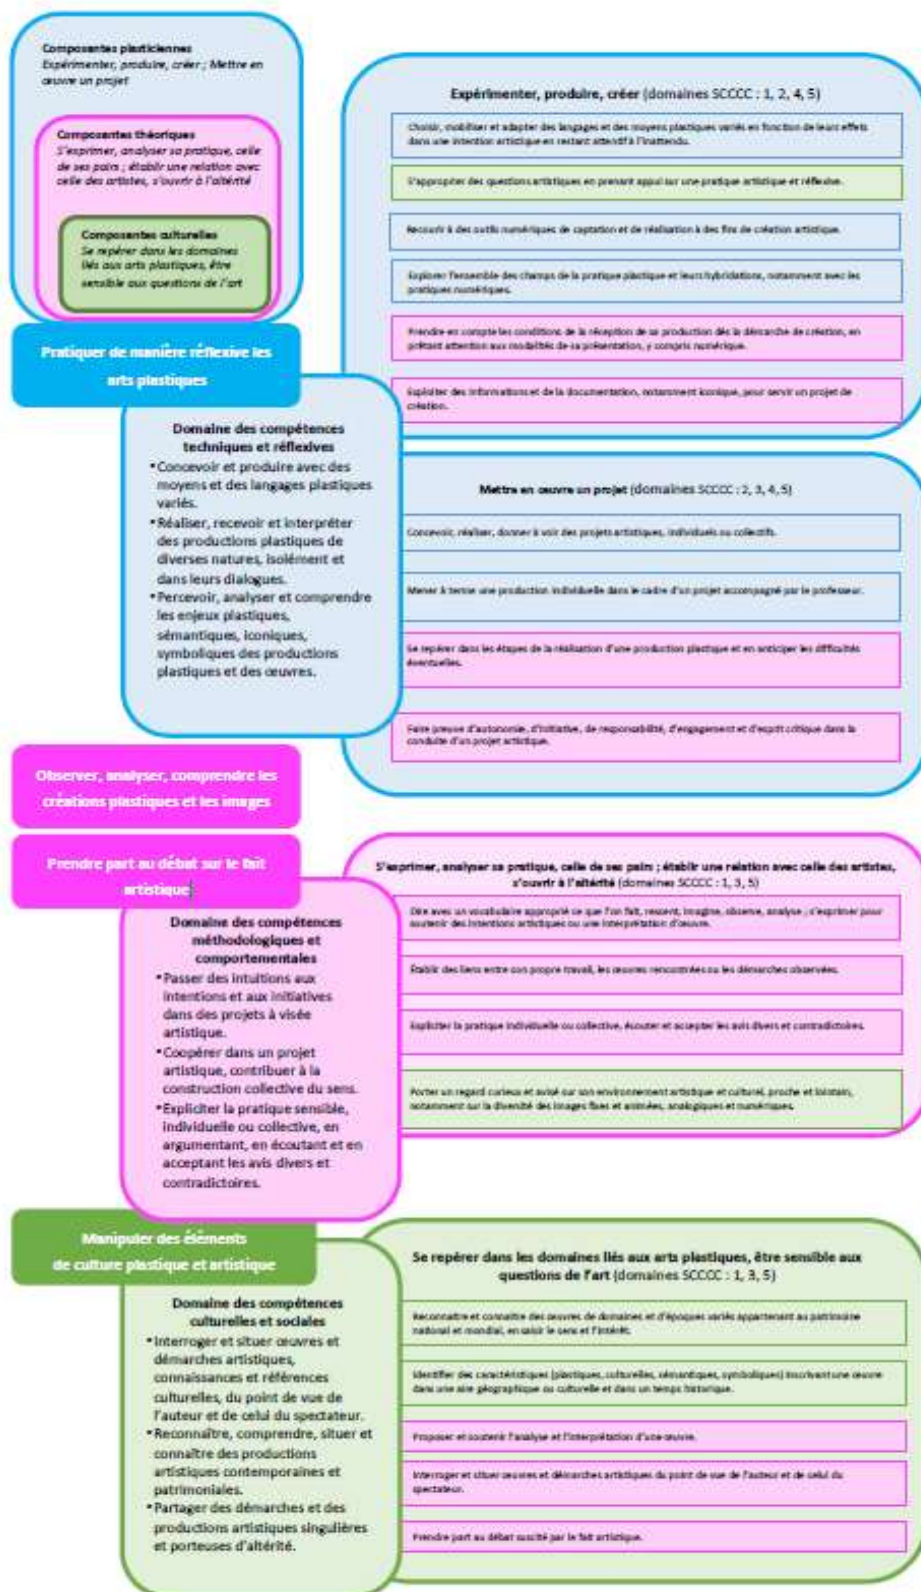 Composantes plasticiennes
Expérimenter, produire, créer ; Mettre en
œuvre un projet
Composantes théoriques
S'exprimer, analyser sa pratique, celle
de ses pairs ; établir une relation avec
celle des artistes, s'ouvrir à l'altérité
Composantes culturelles
Se repérer dans les domaines
liés aux arts plastiques, être
sensible aux questions de l'art
Pratiquer de manière réflexive les
arts plastiques
Expérimenter, produire, créer (domaines SCCCC : 1, 2, 4, 5)
Choisir, mobiliser et adapter des langages et des moyens plastiques variés en fonction de leurs effets
dans une intention artistique en restant attentif à l'inattendu.
S'approprier des questions artistiques en prenant appui sur une pratique artistique et réflexive.
Recourir à des outils numériques de captation et de réalisation à des fins de création artistique.
Explorer l'ensemble des champs de la pratique plastique et leurs hybridations, notamment avec les
pratiques numériques.
Prendre en compte les conditions de la réception de sa production dès la démarche de création, en
prêtant attention aux modalités de sa présentation, y compris numérique.
Exploiter des informations et de la documentation, notamment iconique, pour servir un projet de
création.
Domaine des compétences
techniques et réflexives
•Concevoir et produire avec des
moyens et des langages plastiques
variés.
•Réaliser, recevoir et interpréter
des productions plastiques de
diverses natures, isolément et
dans leurs dialogues.
•Percevoir, analyser et comprendre
les enjeux plastiques,
sémantiques, iconiques,
symboliques des productions
plastiques et des œuvres.
Mettre en œuvre un projet (domaines SCCCC : 2, 3, 4, 5)
Concevoir, réaliser, donner à voir des projets artistiques, individuels ou collectifs.
Mener à terme une production individuelle dans le cadre d'un projet accompagné par le professeur.
Se repérer dans les étapes de la réalisation d'une production plastique et en anticiper les difficultés
éventuelles.
Faire preuve d'autonomie, d'initiative, de responsabilité, d'engagement et d'esprit critique dans la
conduite d'un projet artistique.
Observer, analyser, comprendre les
créations plastiques et les images
Prendre part au débat sur le fait
artistique
Domaine des compétences
méthodologiques et
comportementales
•Passer des intuitions aux
intentions et aux initiatives
dans des projets à visée
artistique.
•Coopérer dans un projet
artistique, contribuer à la
construction collective du sens.
•Expliciter la pratique sensible,
individuelle ou collective, en
argumentant, en écoutant et en
acceptant les avis divers et
contradictoires.
S'exprimer, analyser sa pratique, celle de ses pairs ; établir une relation avec celle des artistes,
s'ouvrir à l'altérité (domaines SCCCC : 1, 3, 5)
Dire avec un vocabulaire approprié ce que l'on fait, ressent, imagine, observe, analyse ; s'exprimer pour
soutenir des intentions artistiques ou une interprétation d'œuvre.
Établir des liens entre son propre travail, les œuvres rencontrées ou les démarches observées.
Expliciter la pratique individuelle ou collective, écouter et accepter les avis divers et contradictoires.
Porter un regard curieux et avisé sur son environnement artistique et culturel, proche et lointain,
notamment sur la diversité des images fixes et animées, analogiques et numériques.
Manipuler des éléments
de culture plastique et artistique
Domaine des compétences
culturelles et sociales
•Interroger et situer œuvres et
démarches artistiques,
connaissances et références
culturelles, du point de vue de
l'auteur et de celui du spectateur.
•Reconnaître, comprendre, situer et
connaître des productions
artistiques contemporaines et
patrimoniales.
•Partager des démarches et des
productions artistiques singulières
et porteuses d'altérité.
Se repérer dans les domaines liés aux arts plastiques, être sensible aux
questions de l'art (domaines SCCCC : 1, 3, 5)
Reconnaitre et connaitre des œuvres de domaines et d'époques variés appartenant au patrimoine
national et mondial, en saisir le sens et l'intérêt.
Identifier des caractéristiques (plastiques, culturelles, sémantiques, symboliques) inscrivant une œuvre
dans une aire géographique ou culturelle et dans un temps historique.
Proposer et soutenir l'analyse et l'interprétation d'une œuvre.
Interroger et situer œuvres et démarches artistiques du point de vue de l'auteur et de celui du
spectateur.
Prendre part au débat suscité par le fait artistique.